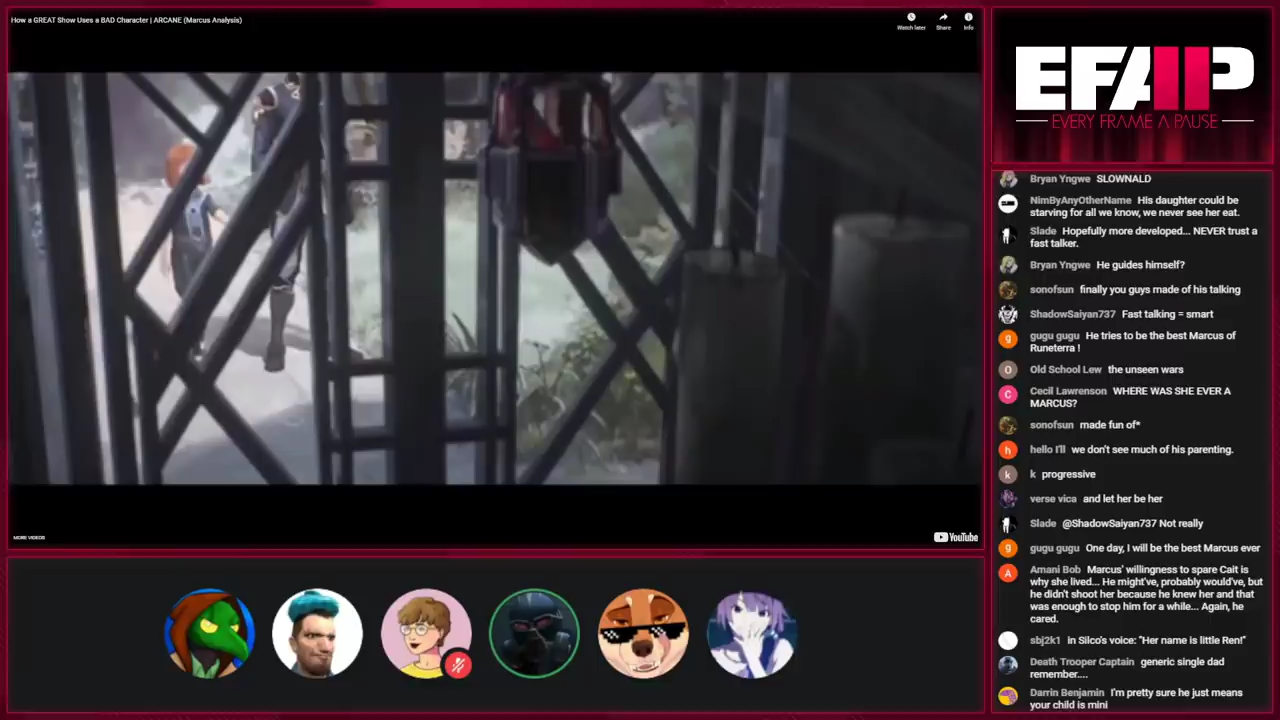 How a GREAT Show Uses a BAD Character | ARCANE (Marcus Analysis)
Watch later
Share
Info
MORE VIDEOS
YouTube
EFAP
EVERY FRAME A PAUSE
Bryan Yngwe SLOWNALD
NimByAnyOtherName His daughter could be
starving for all we know, we never see her eat.
Slade Hopefully more developed... NEVER trust a
fast talker.
Bryan Yngwe He guides himself?
sonofsun finally you guys made of his talking
ShadowSaiyan737 Fast talking = smart
g
gugu gugu He tries to be the best Marcus of
Runeterra !
O
Old School Lew the unseen wars
C
Cecil Lawrenson WHERE WAS SHE EVER A
MARCUS?
sonofsun made fun of*
h
hello I'll we don't see much of his parenting.
k
k progressive
verse vica and let her be her
Slade @ShadowSaiyan737 Not really
g
gugu gugu One day, I will be the best Marcus ever
A
Amani Bob Marcus' willingness to spare Cait is
why she lived... He might've, probably would've, but
he didn't shoot her because he knew her and that
was enough to stop him for a while... Again, he
cared.
sbj2k1 in Silco's voice: "Her name is little Ren!"
Death Trooper Captain generic single dad
remember....
Darrin Benjamin I'm pretty sure he just means
your child is mini